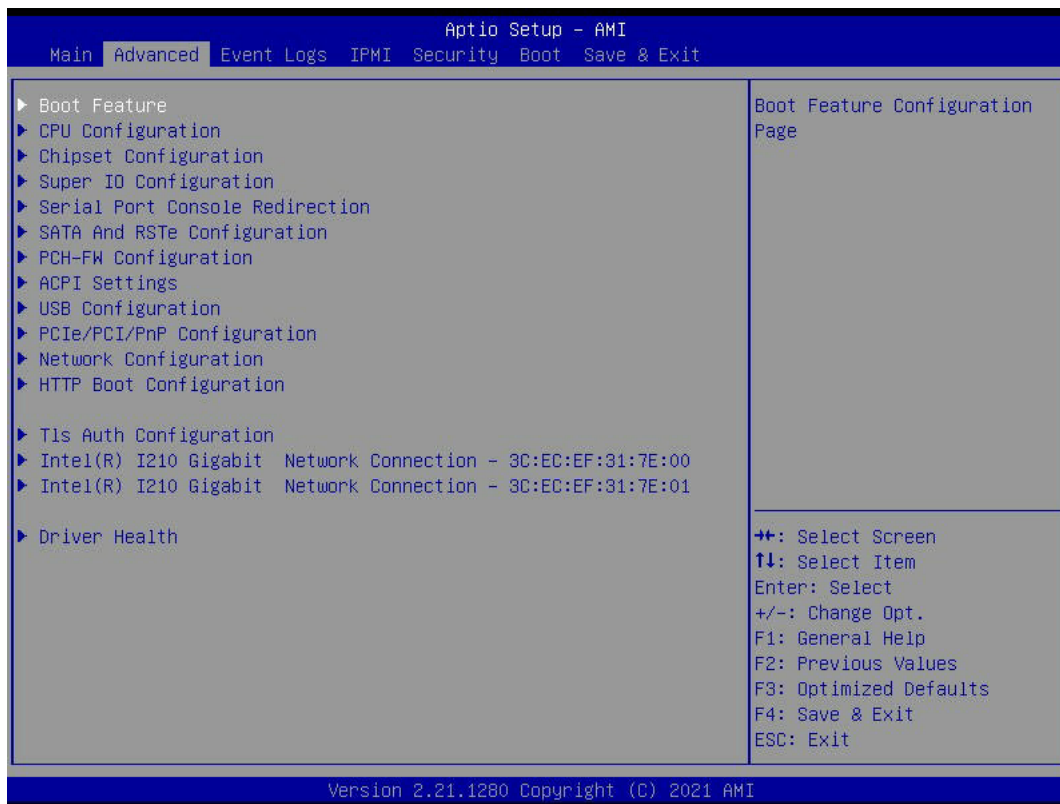 Aptio Setup - AMI
Main Advanced Event Logs IPMI Security Boot Save & Exit
▶ Boot Feature
▶ CPU Configuration
▶ Chipset Configuration
▶ Super IO Configuration
▶ Serial Port Console Redirection
▶ SATA And RSTe Configuration
▶ PCH-FW Configuration
▶ ACPI Settings
▶ USB Configuration
▶ PCIe/PCI/PnP Configuration
▶ Network Configuration
▶ HTTP Boot Configuration
▶ Tls Auth Configuration
▶ Intel(R) I210 Gigabit  Network Connection - 3C:EC:EF:31:7E:00
▶ Intel(R) I210 Gigabit  Network Connection - 3C:EC:EF:31:7E:01
▶ Driver Health
Boot Feature Configuration
Page
→←: Select Screen
↑↓: Select Item
Enter: Select
+/-: Change Opt.
F1: General Help
F2: Previous Values
F3: Optimized Defaults
F4: Save & Exit
ESC: Exit
Version 2.21.1280 Copyright (C) 2021 AMI